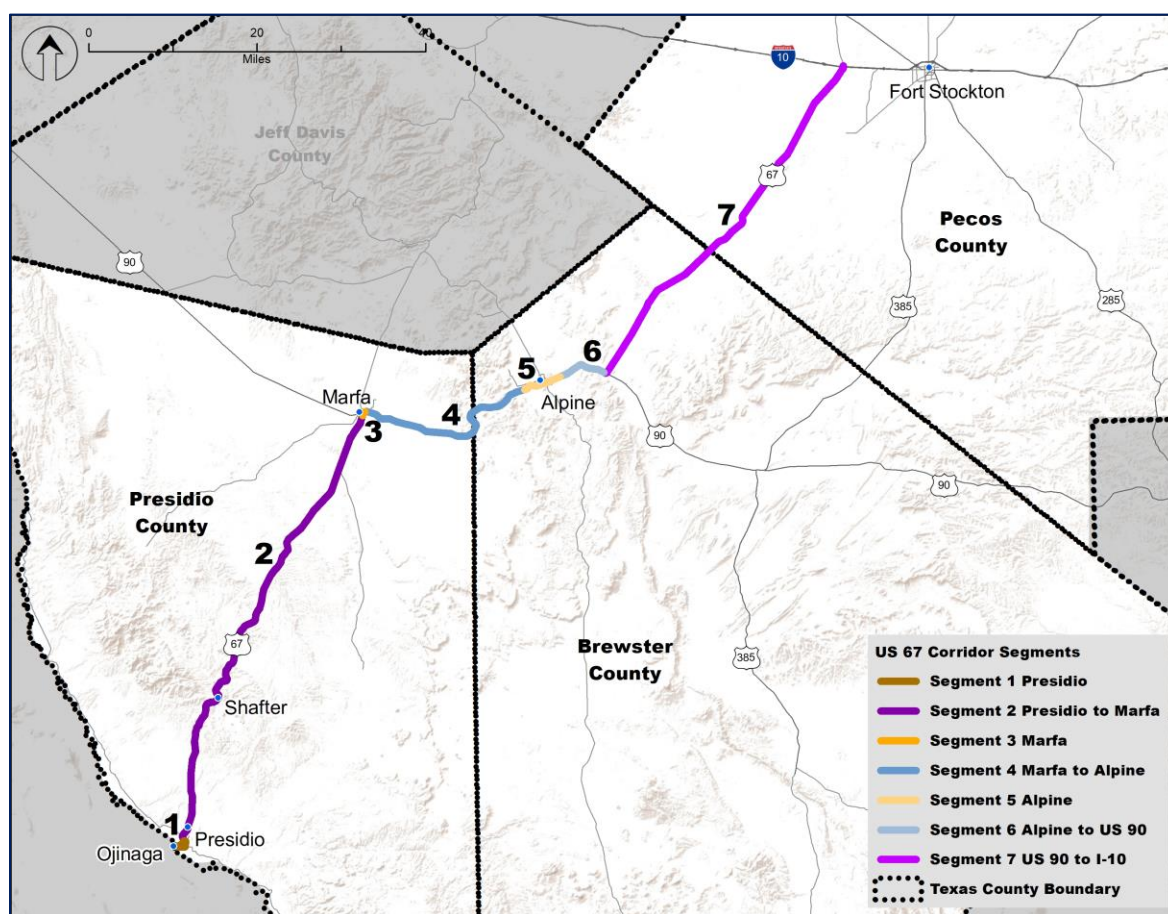 0 20 40
Miles
10
Fort Stockton
Jeff Davis
County
67
7
Pecos
County
90
385
285
6
5
Alpine
Marfa
4
3
90
90
Presidio
County
2
67
Brewster
County
385
Shafter
1
Presidio
Ojinaga
US 67 Corridor Segments
Segment 1 Presidio
Segment 2 Presidio to Marfa
Segment 3 Marfa
Segment 4 Marfa to Alpine
Segment 5 Alpine
Segment 6 Alpine to US 90
Segment 7 US 90 to I-10
Texas County Boundary